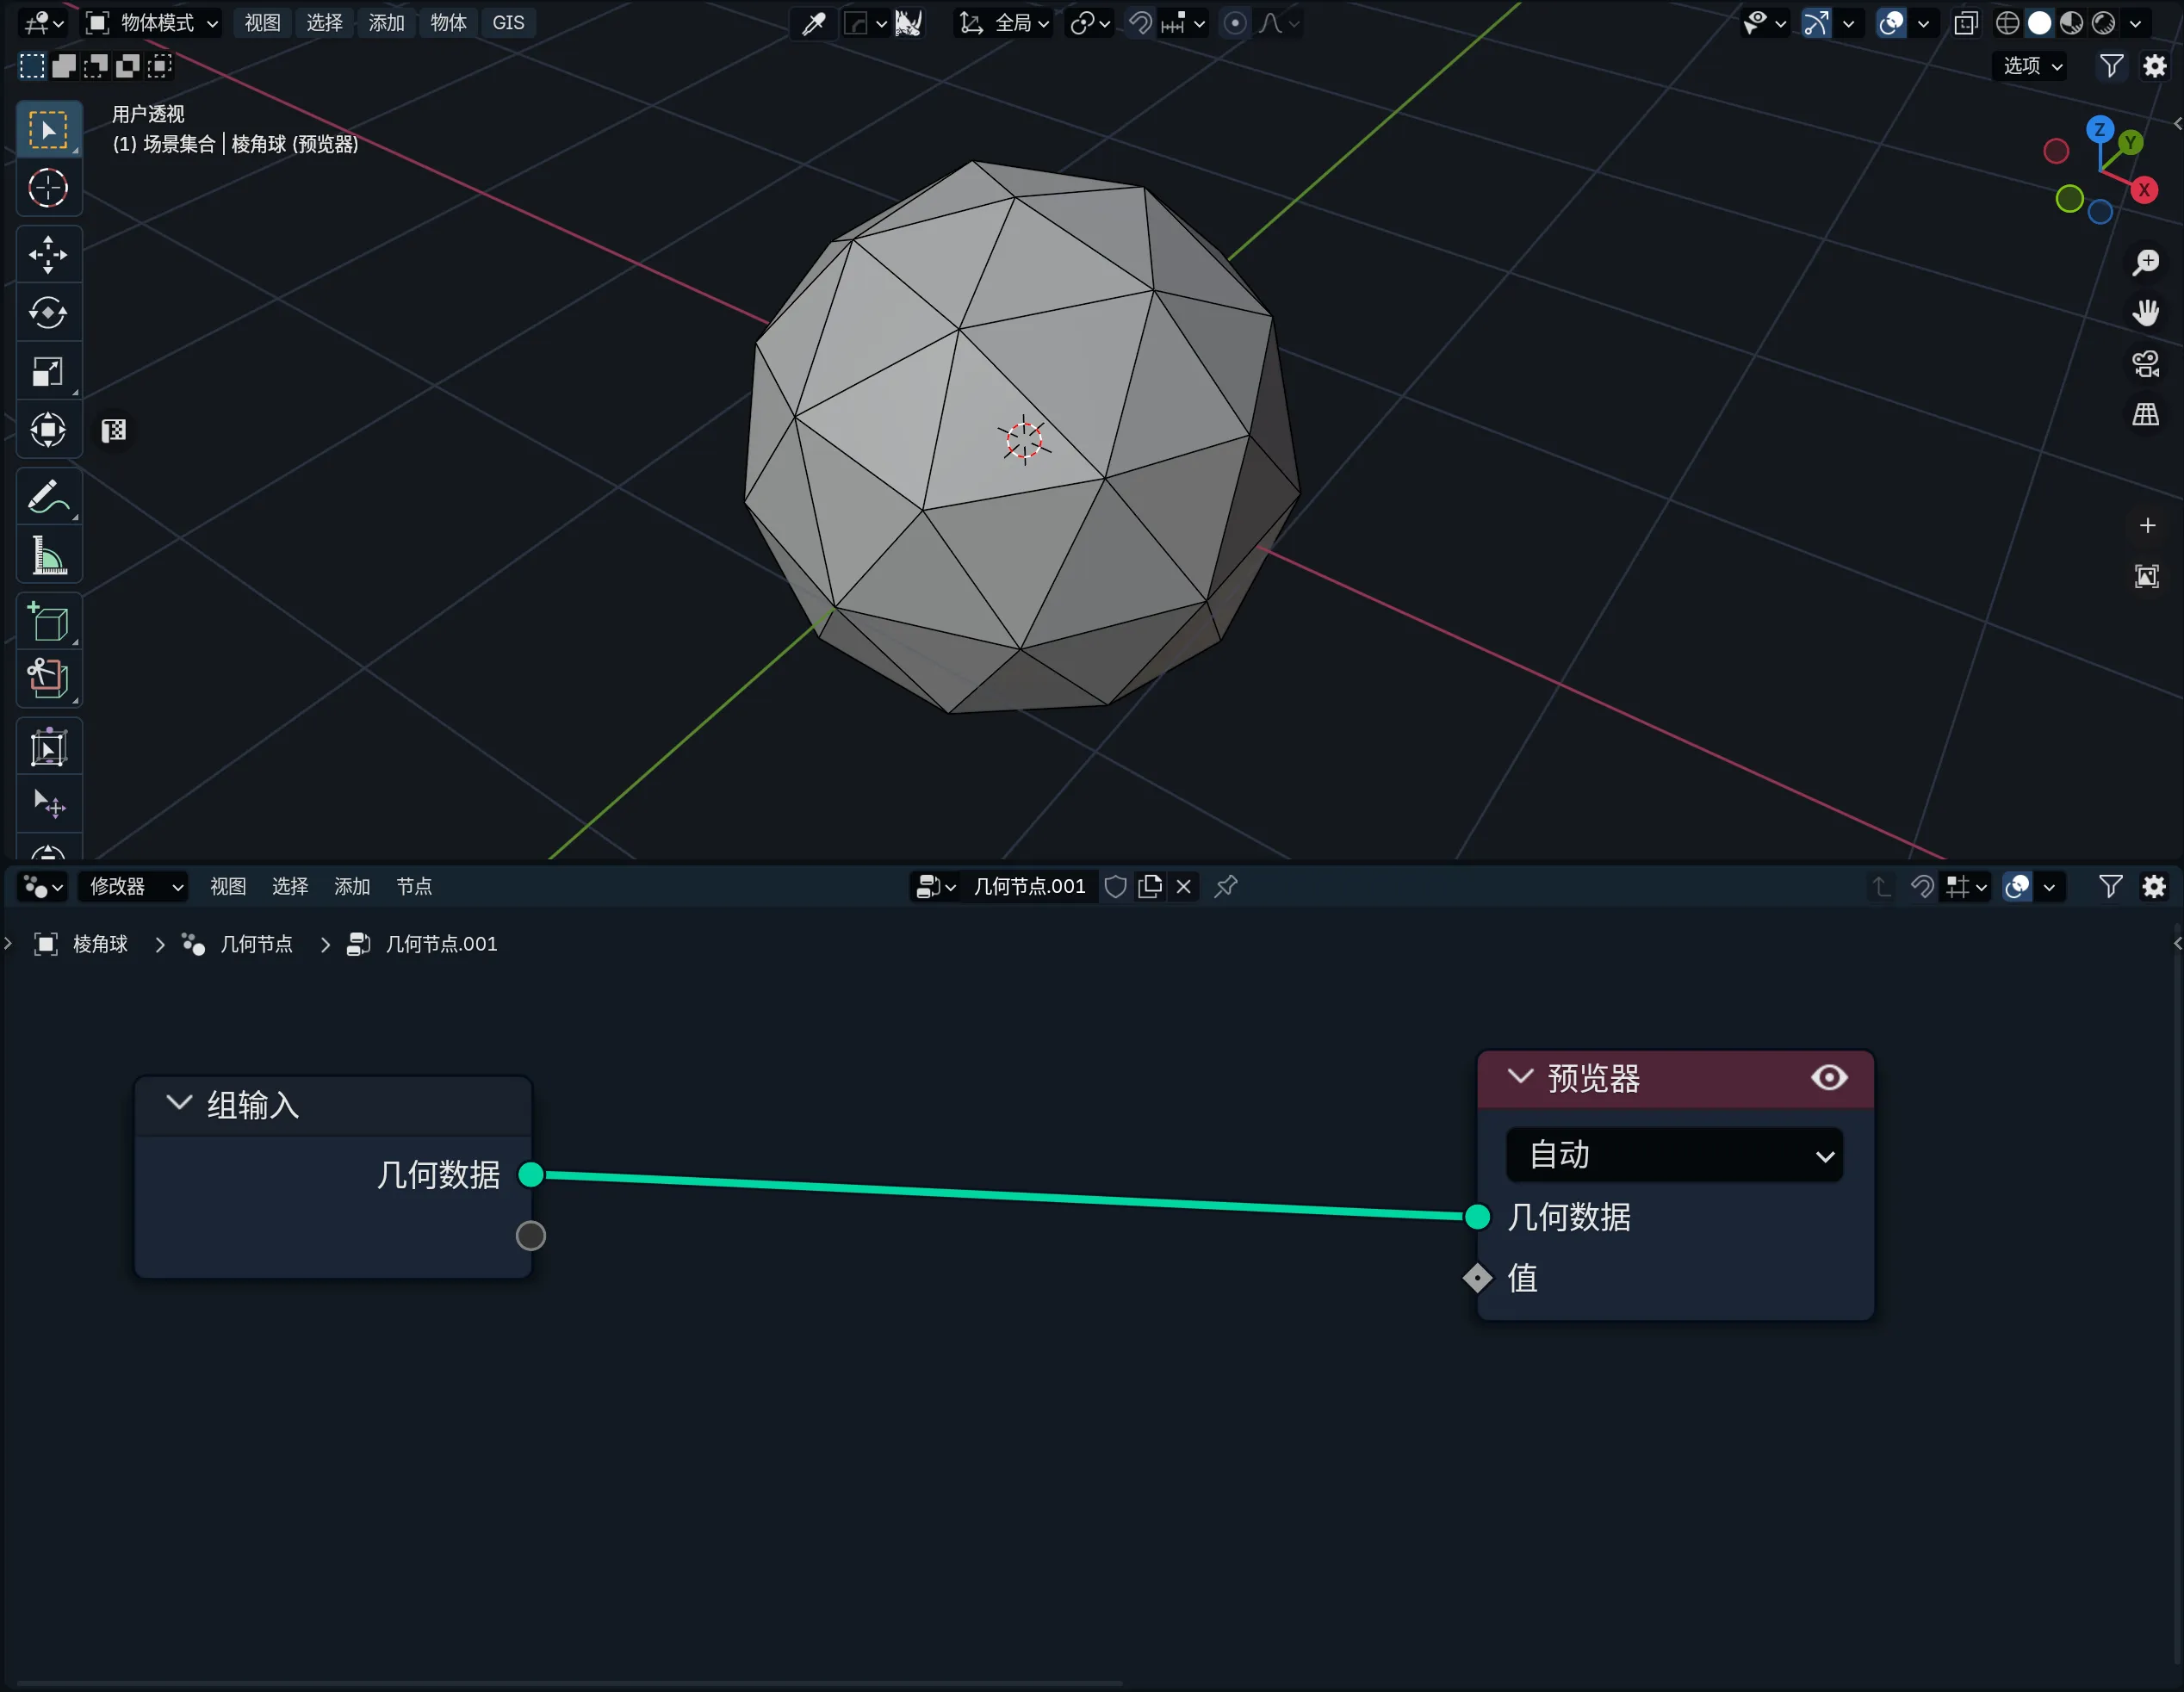 物体模式 视图 选择 添加 物体 GIS 全局
选项
用户透视
(1) 场景集合 | 棱角球 (预览器)
Z
Y
X
修改器 视图 选择 添加 节点 几何节点.001
棱角球 几何节点 几何节点.001
组输入
几何数据
预览器
自动
几何数据
值